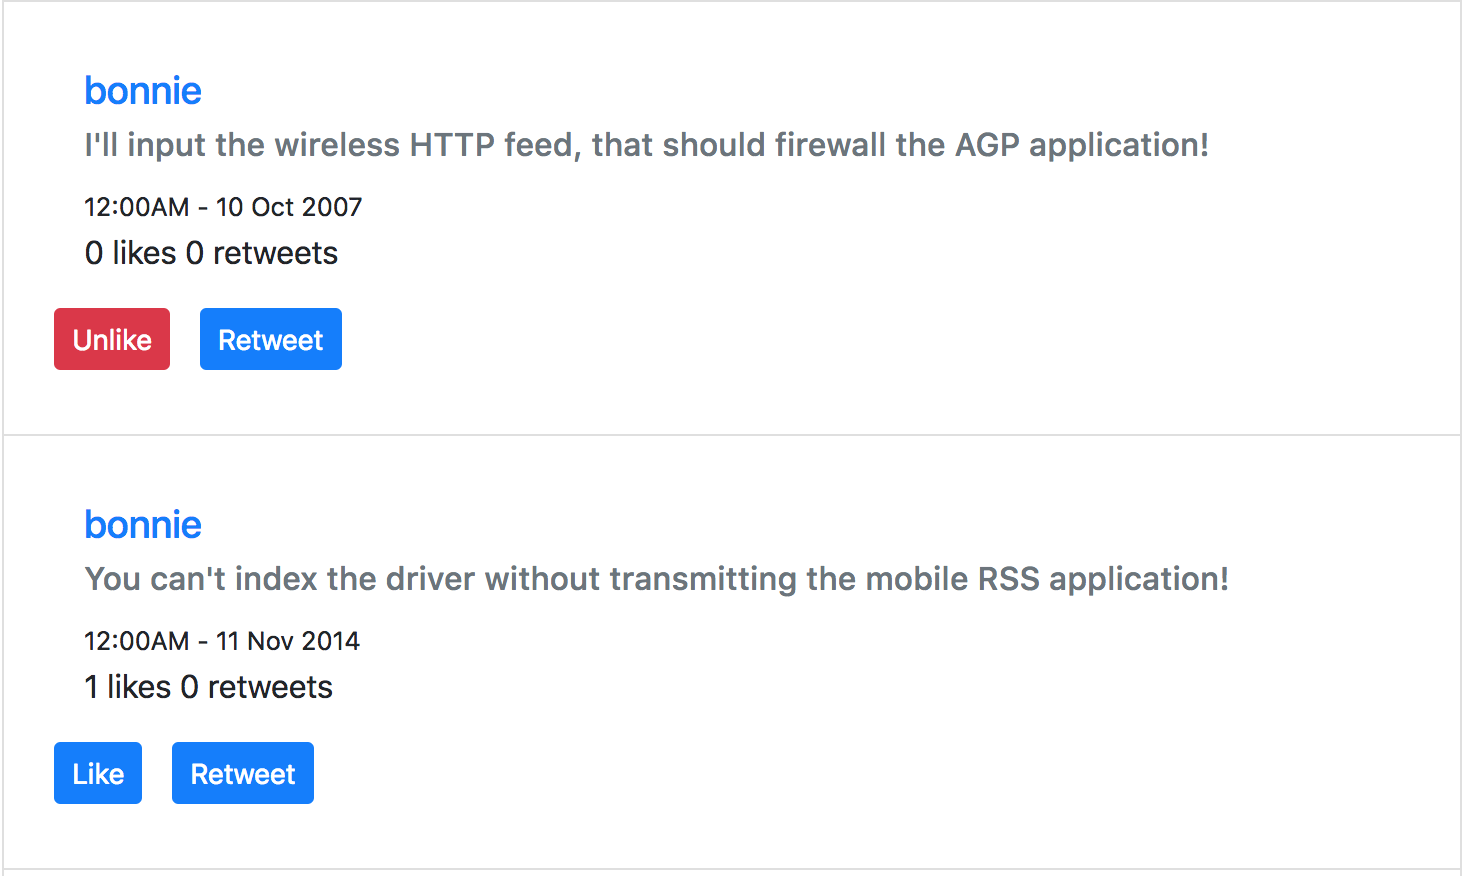 bonnie
I'll input the wireless HTTP feed, that should firewall the AGP application!
12:00AM - 10 Oct 2007
0 likes 0 retweets
Unlike Retweet
bonnie
You can't index the driver without transmitting the mobile RSS application!
12:00AM - 11 Nov 2014
1 likes 0 retweets
Like Retweet